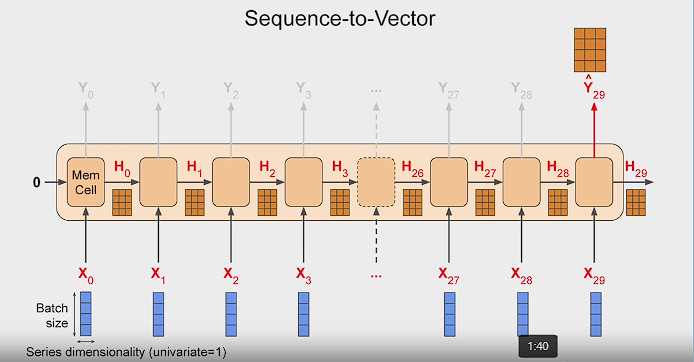 Sequence-to-Vector
Y0 Y1 Y2 Y3 ... Y27 Y28 Ŷ29
0 Mem Cell H0 H1 H2 H3 H26 H27 H28 H29
X0 X1 X2 X3 ... X27 X28 X29
Batch
size
1:40
Series dimensionality (univariate=1)